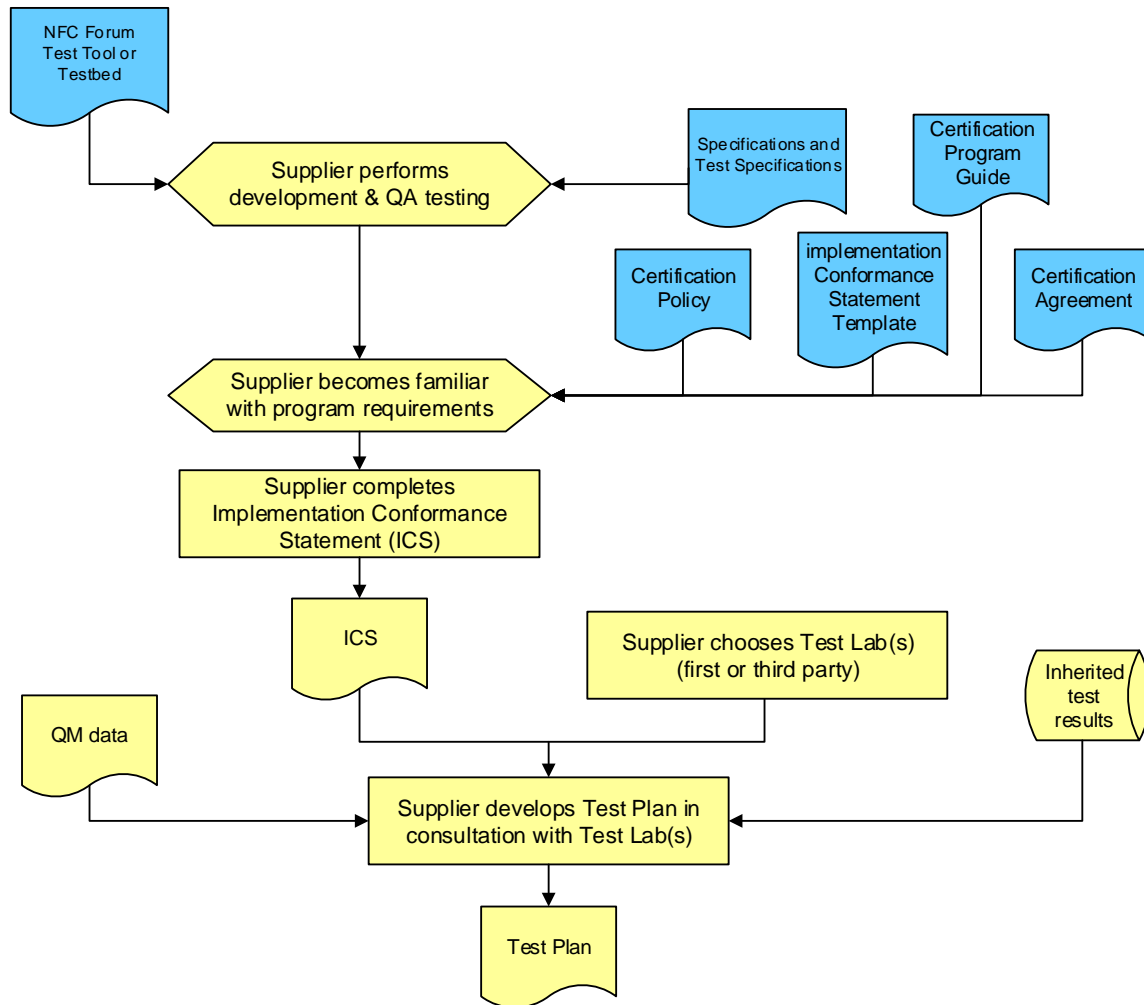 NFC Forum
Test Tool or
Testbed
Supplier performs
development & QA testing
Specifications and
Test Specifications
Certification
Program
Guide
Certification
Policy
implementation
Conformance
Statement
Template
Certification
Agreement
Supplier becomes familiar
with program requirements
Supplier completes
Implementation Conformance
Statement (ICS)
ICS
Supplier chooses Test Lab(s)
(first or third party)
Inherited
test
results
QM data
Supplier develops Test Plan in
consultation with Test Lab(s)
Test Plan